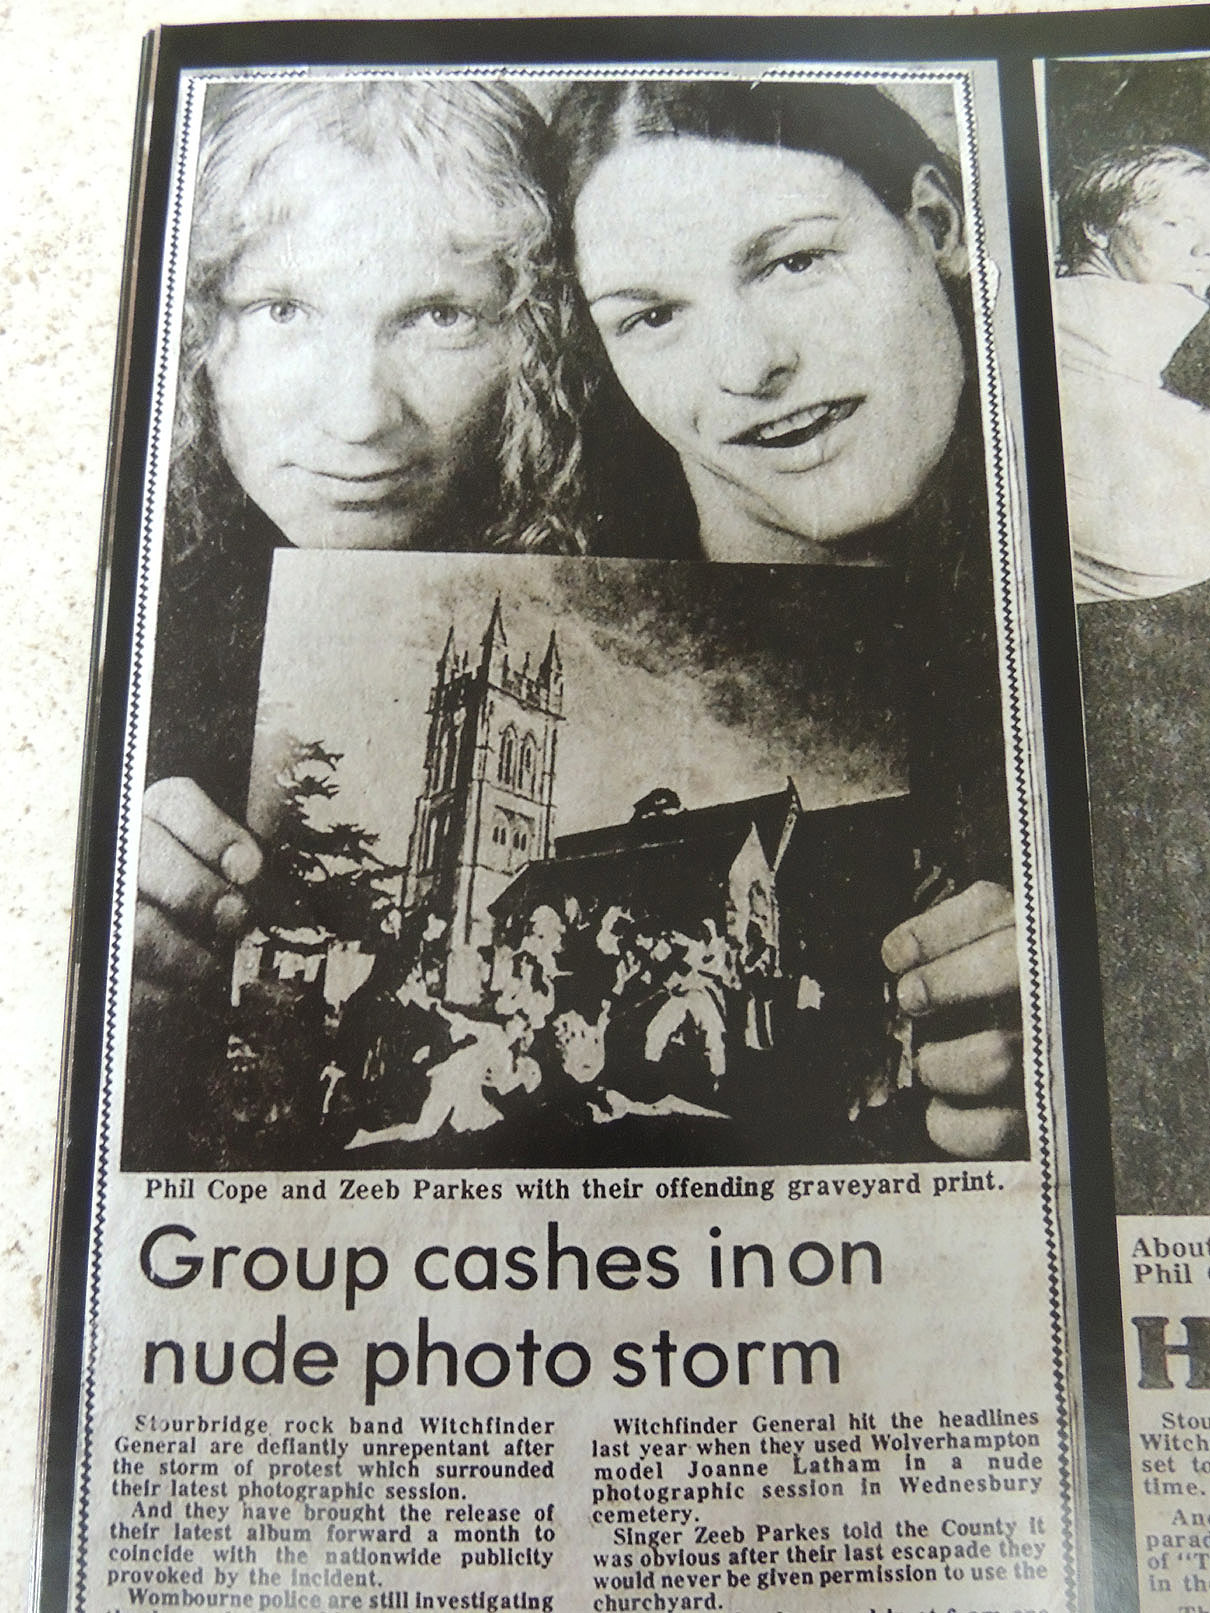 Phil Cope and Zeeb Parkes with their offending graveyard print.
Group cashes in on
nude photo storm
Stourbridge rock band Witchfinder
General are defiantly unrepentant after
the storm of protest which surrounded
their latest photographic session.
And they have brought the release of
their latest album forward a month to
coincide with the nationwide publicity
provoked by the incident.
Wombourne police are still investigating
Witchfinder General hit the headlines
last year when they used Wolverhampton
model Joanne Latham in a nude
photographic session in Wednesbury
cemetery.
Singer Zeeb Parkes told the County it
was obvious after their last escapade they
would never be given permission to use the
churchyard.
About
Phil
H
Stou
Witch
set to
time.
An
parad
of “T
in th